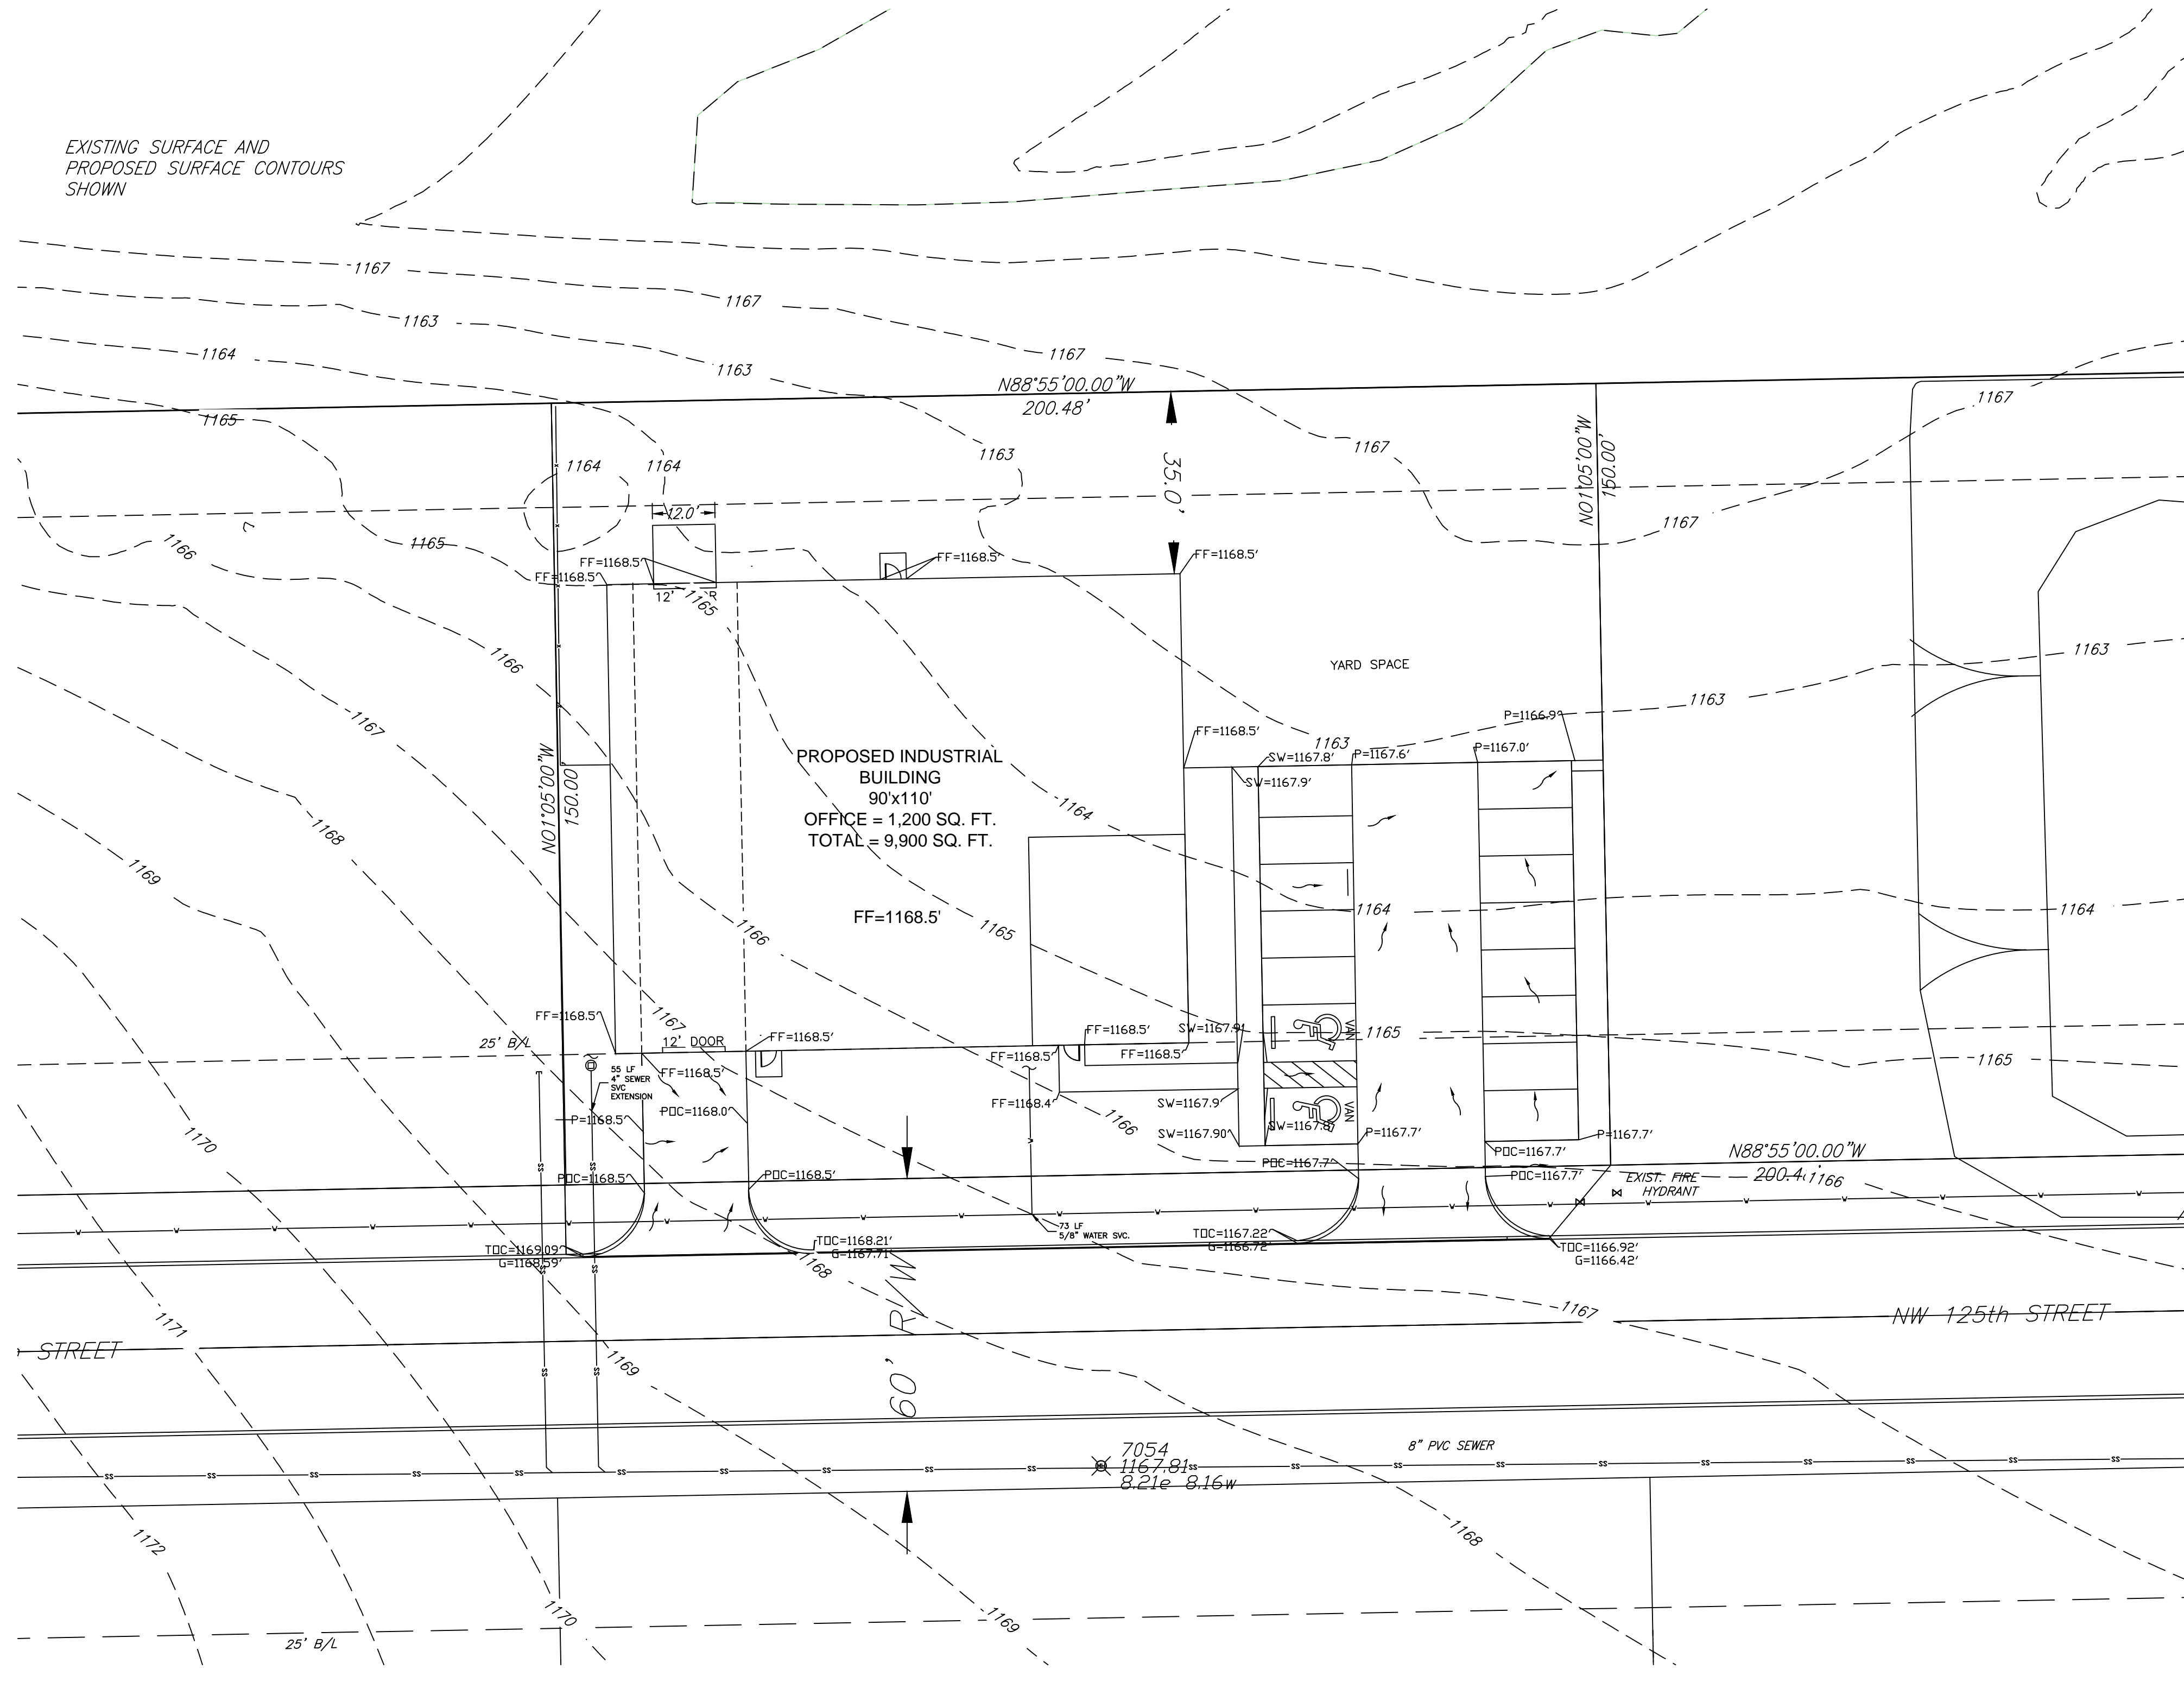 EXISTING SURFACE AND
PROPOSED SURFACE CONTOURS
SHOWN
1167
1167
1163
1164
1163
1167
N88°55'00.00"W
200.48'
1167
1165
1163
1167
1164
1164
35.0'
N01°05'00"W
150.00'
12.0'
1167
1166
1165
FF=1168.5'
FF=1168.5'
FF=1168.5'
FF=1168.5'
12'
1165
1166
YARD SPACE
1163
1163
1167
P=1166.9'
FF=1168.5'
1163
SW=1167.8'
P=1167.6'
P=1167.0'
SW=1167.9'
N01°05'00"W
150.00'
PROPOSED INDUSTRIAL
BUILDING
90'x110'
OFFICE = 1,200 SQ. FT.
TOTAL = 9,900 SQ. FT.
FF=1168.5'
1164
1168
1169
1164
1164
1166
1165
1167
FF=1168.5'
25' B/L
12' DOOR
FF=1168.5'
FF=1168.5'
SW=1167.9'
VAN
1165
FF=1168.5'
FF=1168.5'
1165
55 LF
4" SEWER
SVC
EXTENSION
FF=1168.5'
P=1168.5'
POC=1168.0'
FF=1168.4'
SW=1167.9'
VAN
1166
SW=1167.90'
SW=1167.8'
P=1167.7'
P=1167.7'
1170
POC=1167.7'
POC=1167.7'
N88°55'00.00"W
200.4
POC=1168.5'
POC=1168.5'
POC=1167.7'
EXIST. FIRE
HYDRANT
1166
73 LF
5/8" WATER SVC.
TOC=1169.09'
G=1168.59'
TOC=1168.21'
G=1167.71'
TOC=1167.22'
G=1166.72'
TOC=1166.92'
G=1166.42'
1168
1167
NW 125th STREET
1171
STREET
1169
60'
R
7054
1167.81
8.21e 8.16w
8" PVC SEWER
1172
1168
1170
1169
25' B/L